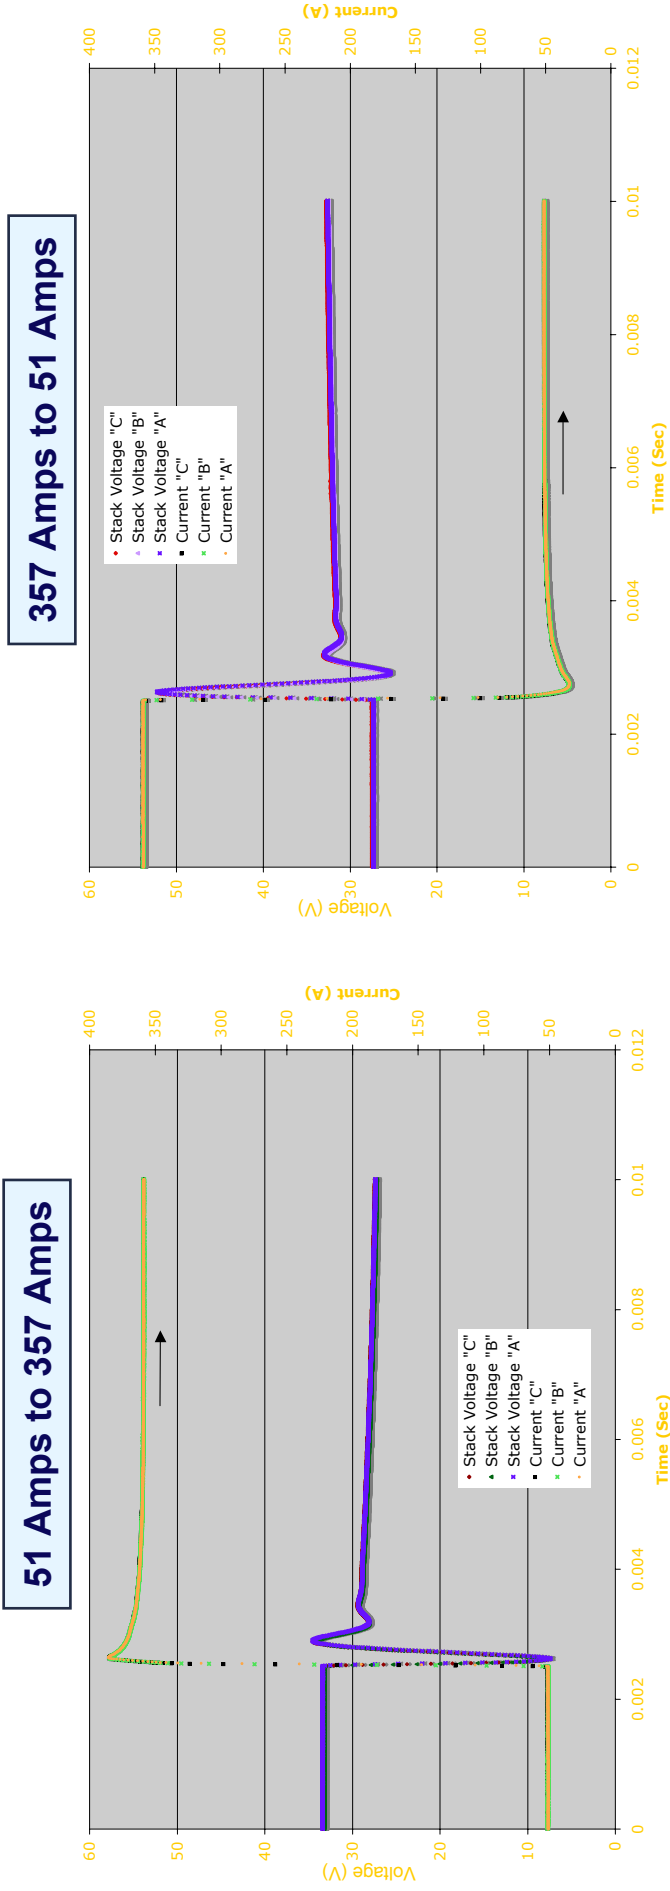 51 Amps to 357 Amps
60
50
40
30
20
10
0
Voltage (V)
400
350
300
250
200
150
100
50
0
Current (A)
0
0.002
0.004
0.006
0.008
0.01
0.012
Time (Sec)
Stack Voltage "C"
Stack Voltage "B"
Stack Voltage "A"
Current "C"
Current "B"
Current "A"
357 Amps to 51 Amps
60
50
40
30
20
10
0
Voltage (V)
400
350
300
250
200
150
100
50
0
Current (A)
0
0.002
0.004
0.006
0.008
0.01
0.012
Time (Sec)
Stack Voltage "C"
Stack Voltage "B"
Stack Voltage "A"
Current "C"
Current "B"
Current "A"